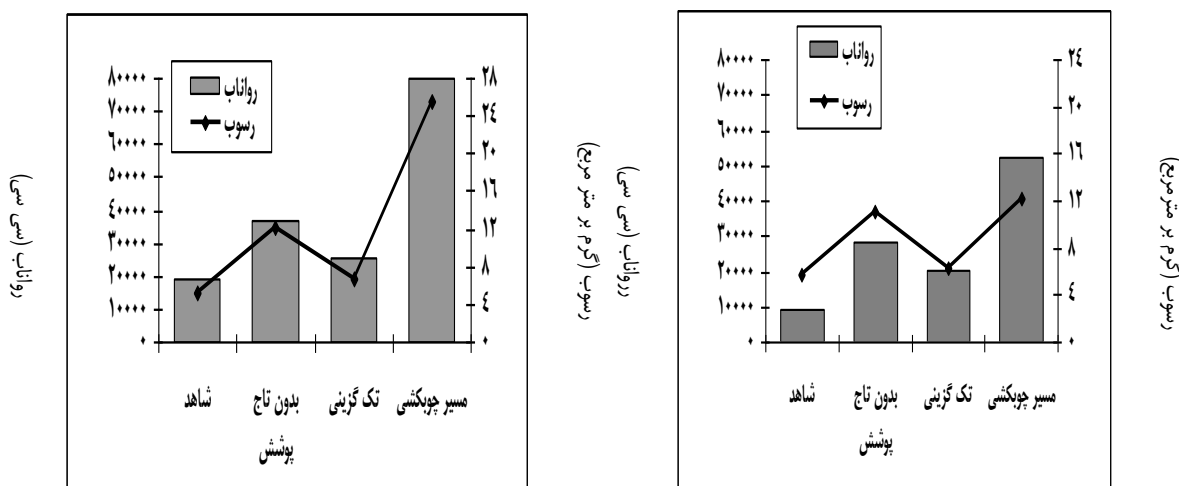 رواناب
رسوب
۸۰۰۰۰
۷۰۰۰۰
۶۰۰۰۰
۵۰۰۰۰
۴۰۰۰۰
۳۰۰۰۰
۲۰۰۰۰
۱۰۰۰۰
۰
۲۴
۲۰
۱۶
۱۲
۸
۴
۰
شاهد
بدون تاج پوشش
تک گزینی
مسیر چوبکشی
ررواناب (سی سی)
رسوب (گرم بر مترمربع)
رواناب
رسوب
۸۰۰۰۰
۷۰۰۰۰
۶۰۰۰۰
۵۰۰۰۰
۴۰۰۰۰
۳۰۰۰۰
۲۰۰۰۰
۱۰۰۰۰
۰
۲۸
۲۴
۲۰
۱۶
۱۲
۸
۴
۰
شاهد
بدون تاج
پوشش
تک گزینی
مسیر چوبکشی
رواناب (سی سی)
رسوب (گرم بر متر مربع)